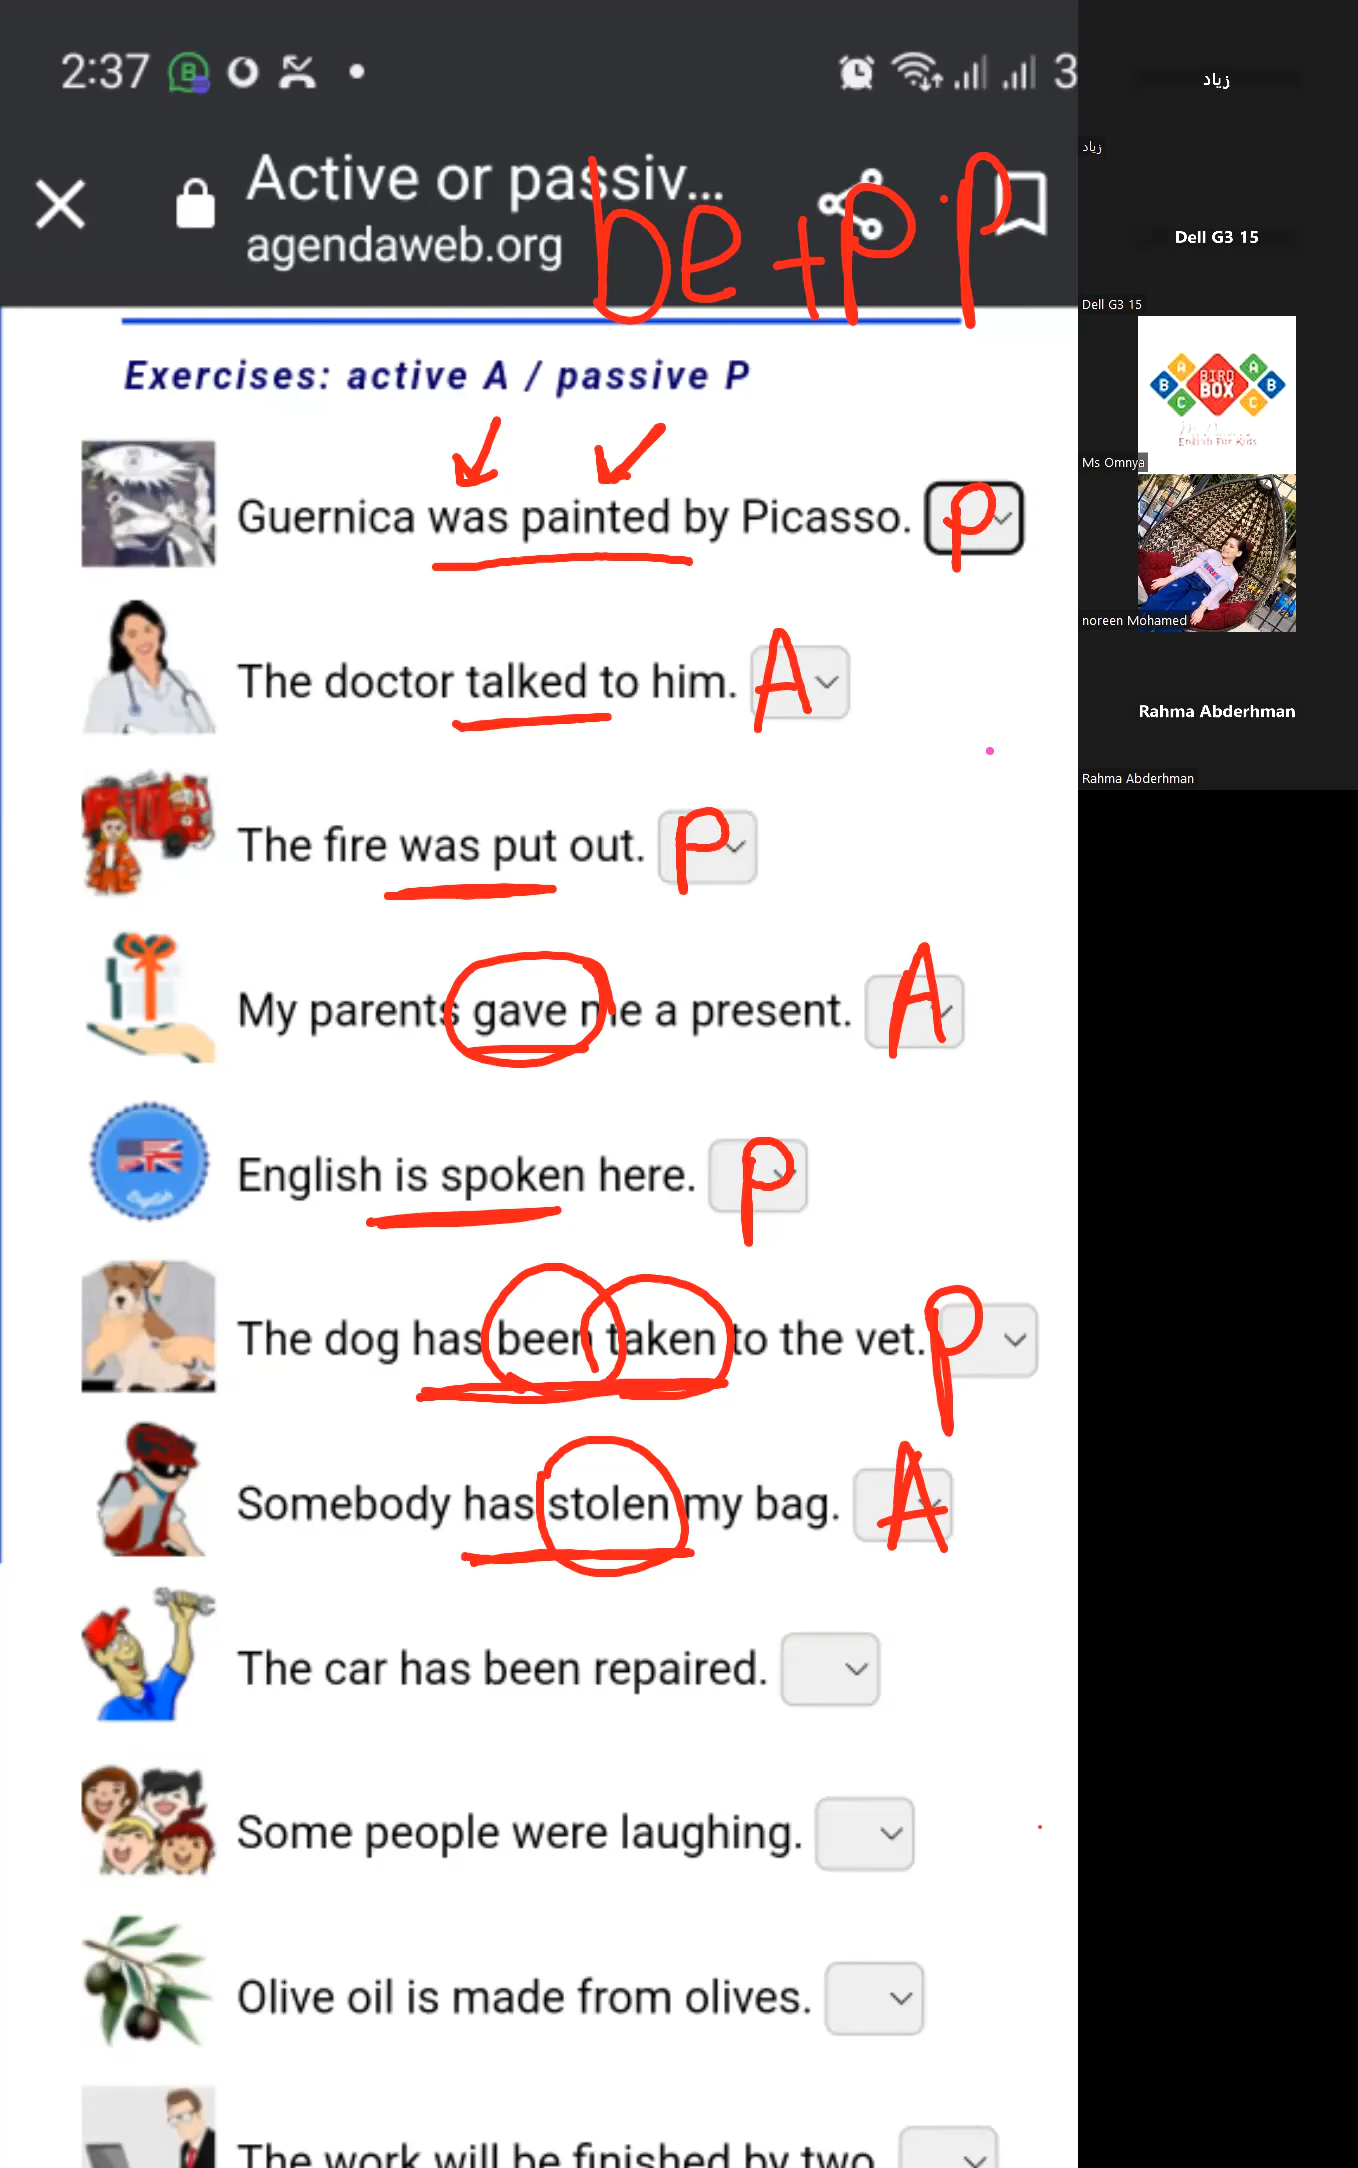 2:37
3
Active or passiv...
agendaweb.org
be + p.p
Exercises: active A / passive P
Guernica was painted by Picasso. P
The doctor talked to him. A
The fire was put out. P
My parents gave me a present. A
English is spoken here. P
The dog has been taken to the vet. P
Somebody has stolen my bag. A
The car has been repaired.
Some people were laughing.
Olive oil is made from olives.
The work will be finished by two
زياد
زياد
Dell G3 15
Dell G3 15
A A
B BIRD BOX B
C C
English For Kids
Ms Omnya
noreen Mohamed
Rahma Abderhman
Rahma Abderhman